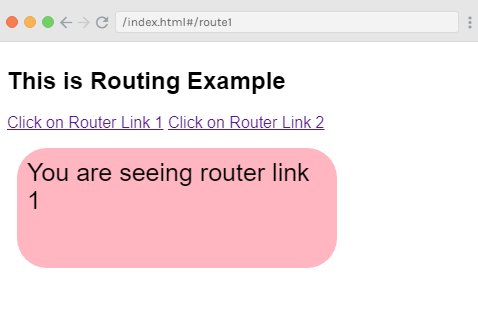 /index.html#/route1
This is Routing Example
Click on Router Link 1 Click on Router Link 2
You are seeing router link
1